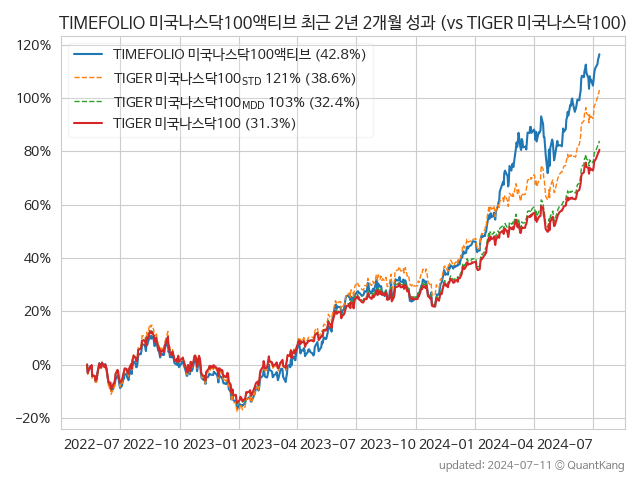 TIMEFOLIO 미국나스닥100액티브 최근 2년 2개월 성과 (vs TIGER 미국나스닥100)
TIMEFOLIO 미국나스닥100액티브 (42.8%)
TIGER 미국나스닥100STD 121% (38.6%)
TIGER 미국나스닥100MDD 103% (32.4%)
TIGER 미국나스닥100 (31.3%)
120%
100%
80%
60%
40%
20%
0%
−20%
2022-07 2022-10 2023-01 2023-04 2023-07 2023-10 2024-01 2024-04 2024-07
updated: 2024-07-11 © QuantKang